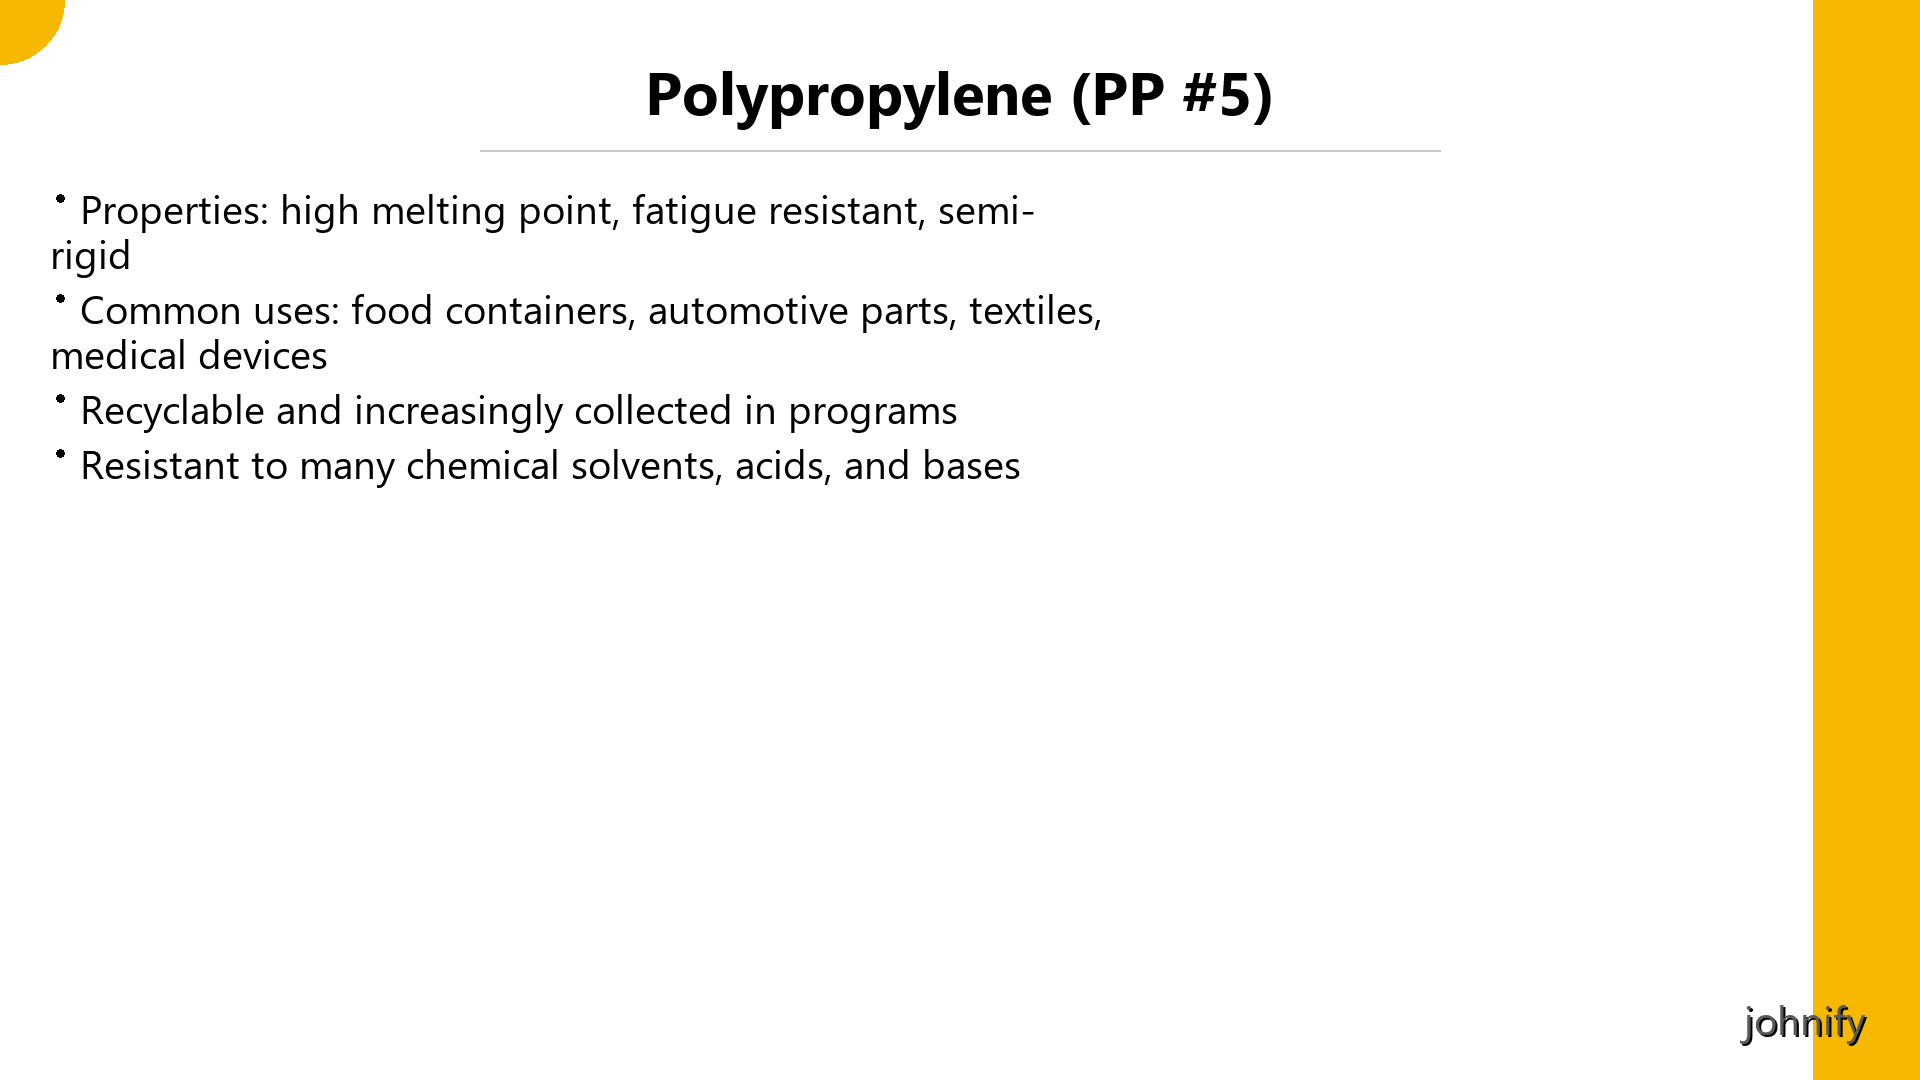 Polypropylene (PP #5)
• Properties: high melting point, fatigue resistant, semi-
rigid
• Common uses: food containers, automotive parts, textiles,
medical devices
• Recyclable and increasingly collected in programs
• Resistant to many chemical solvents, acids, and bases
johnify